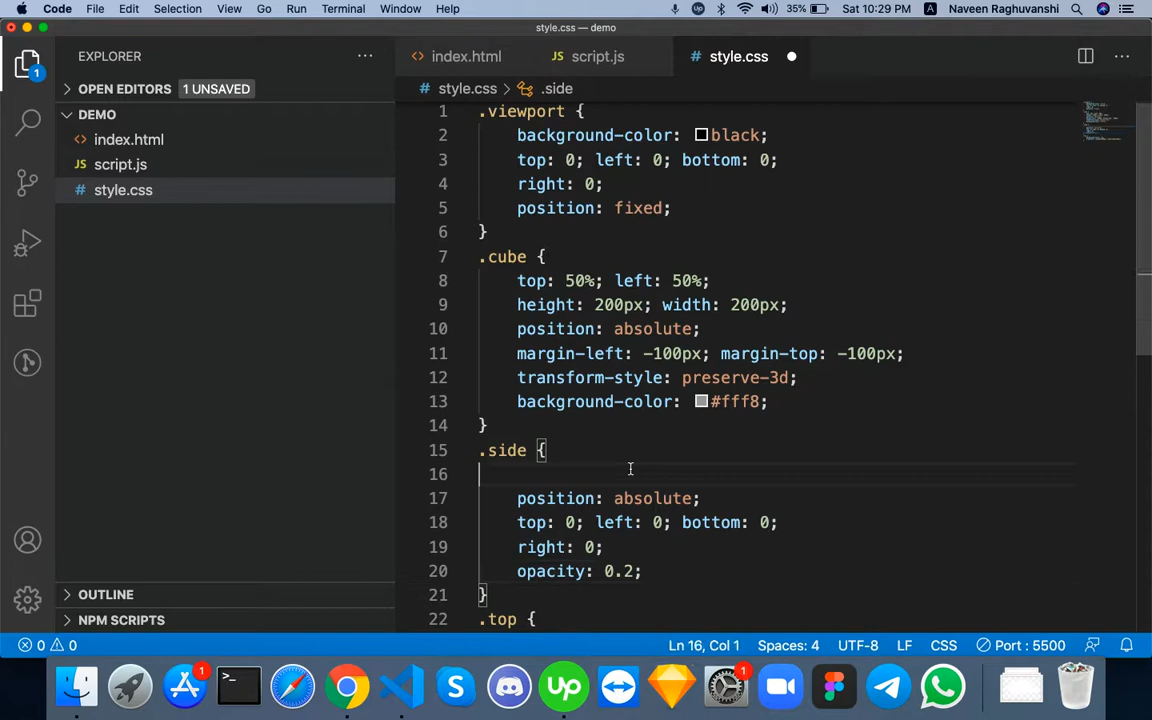 Code File Edit Selection View Go Run Terminal Window Help 35% Sat 10:29 PM A Naveen Raghuvanshi
style.css — demo
EXPLORER
index.html
JS script.js
# style.css
OPEN EDITORS 1 UNSAVED
style.css > .side
DEMO
index.html
JS script.js
# style.css
1 .viewport {
2 background-color: black;
3 top: 0; left: 0; bottom: 0;
4 right: 0;
5 position: fixed;
6 }
7 .cube {
8 top: 50%; left: 50%;
9 height: 200px; width: 200px;
10 position: absolute;
11 margin-left: -100px; margin-top: -100px;
12 transform-style: preserve-3d;
13 background-color: #fff8;
14 }
15 .side {
16
17 position: absolute;
18 top: 0; left: 0; bottom: 0;
19 right: 0;
20 opacity: 0.2;
21 }
22 .top {
1
OUTLINE
NPM SCRIPTS
0 0 Ln 16, Col 1 Spaces: 4 UTF-8 LF CSS Port : 5500
1 >_ S Up 1